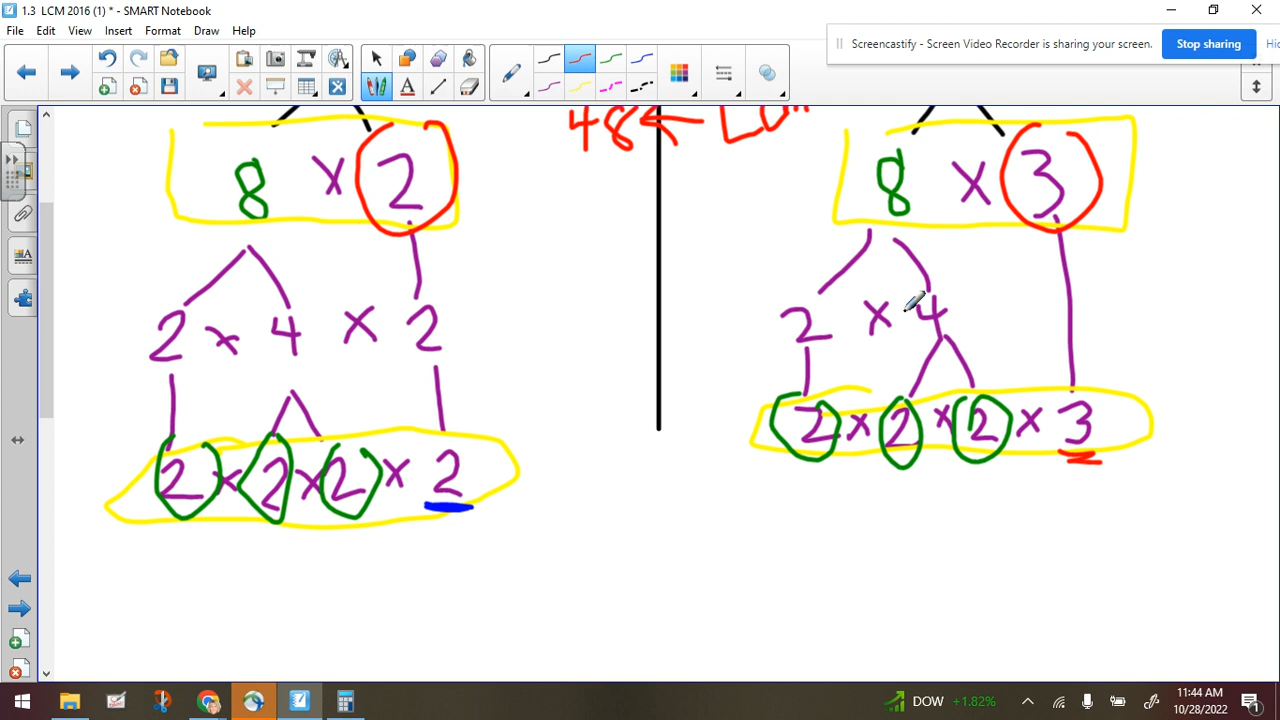 1.3 LCM 2016 (1) * - SMART Notebook
File Edit View Insert Format Draw Help
Screencastify - Screen Video Recorder is sharing your screen. Stop sharing
48 ← LCM
8 x 2
8 x 3
2 x 4 x 2
2 x 4
2 x 2 x 2 x 3
2 x 2 x 2 x 2
DOW +1.82%
11:44 AM
10/28/2022
1